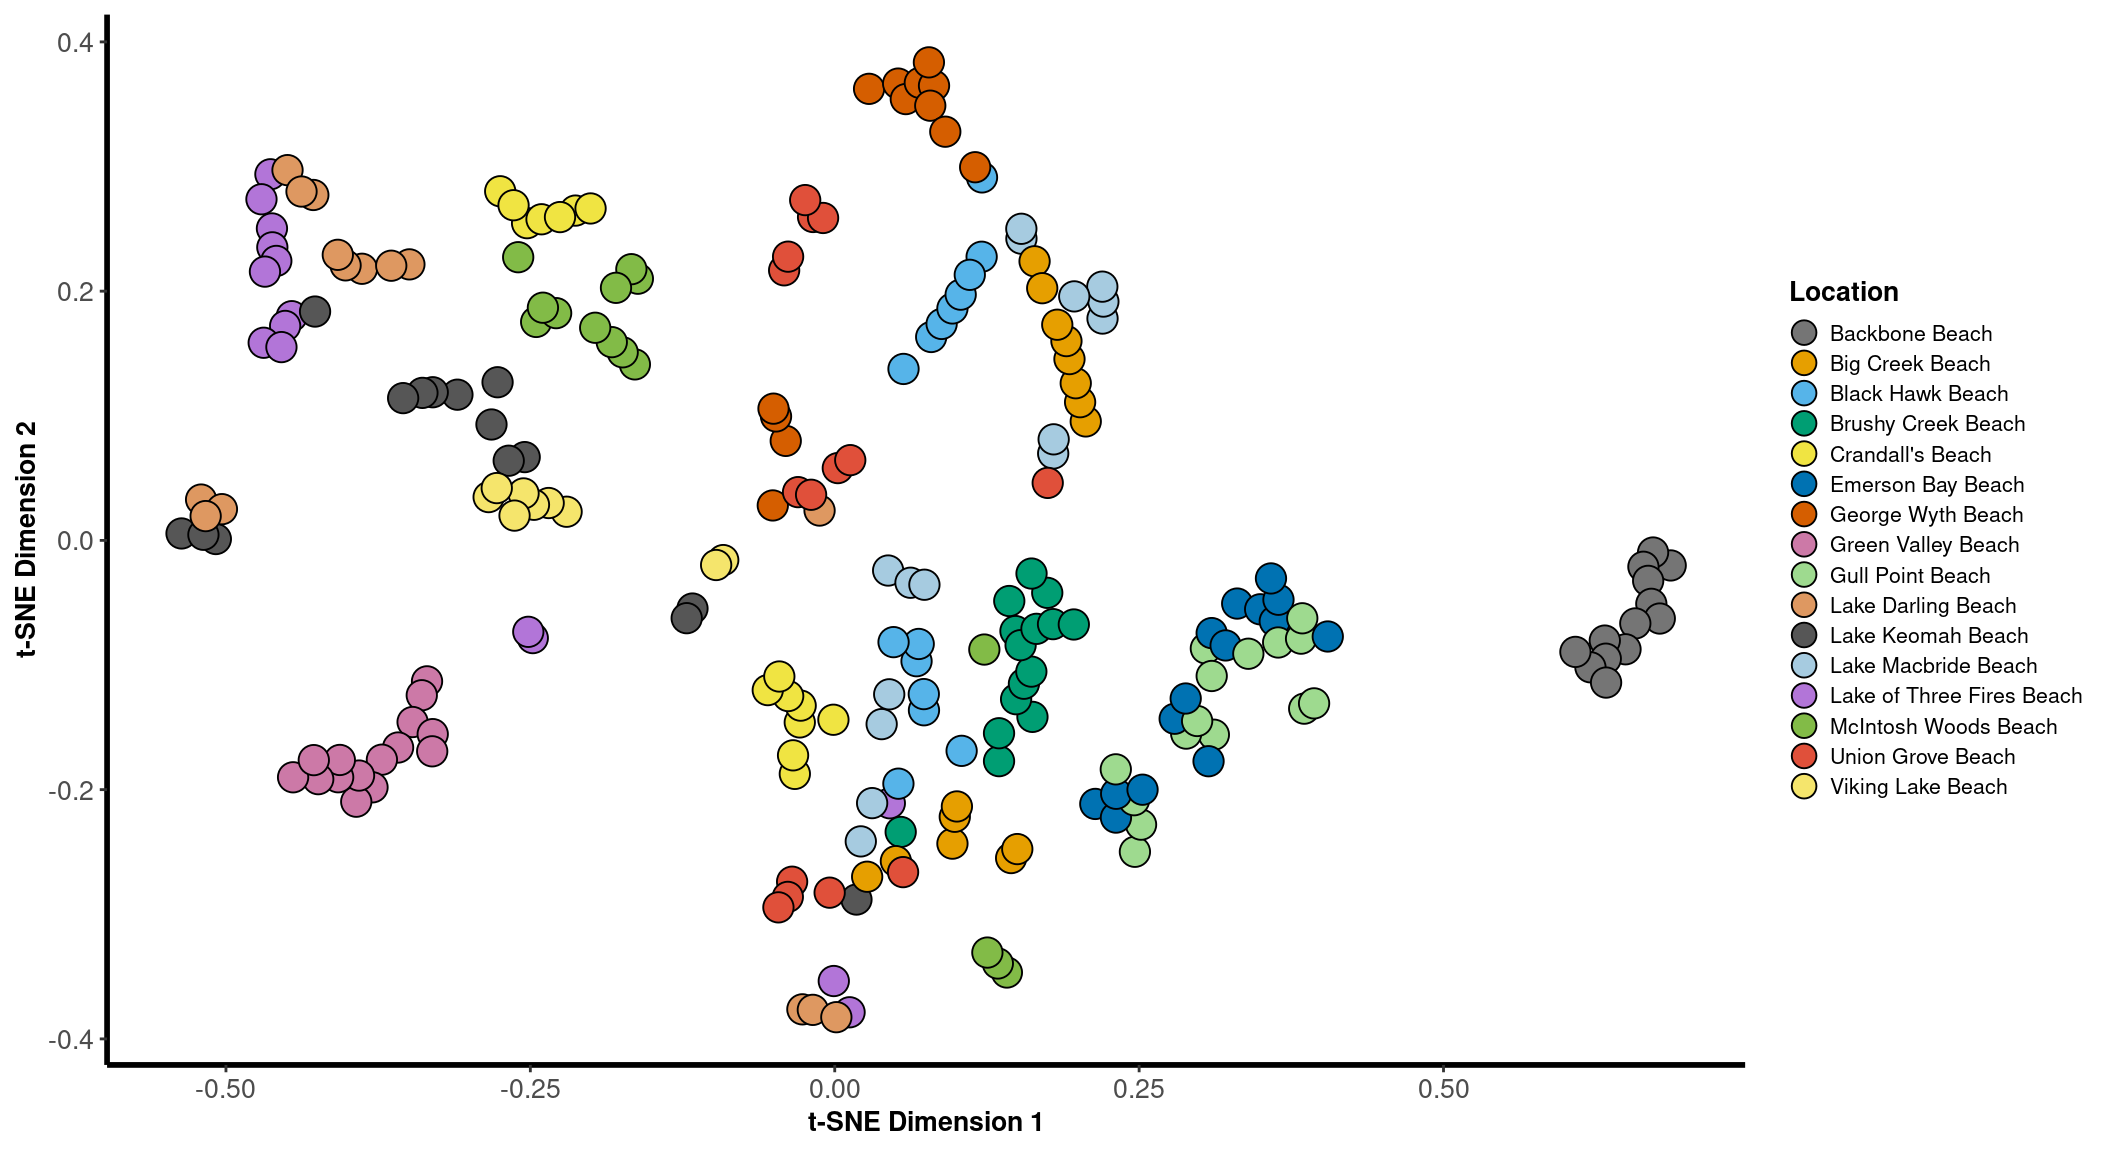 0.4
0.2
0.0
-0.2
-0.4
t-SNE Dimension 2
-0.50
-0.25
0.00
0.25
0.50
t-SNE Dimension 1
Location
Backbone Beach
Big Creek Beach
Black Hawk Beach
Brushy Creek Beach
Crandall's Beach
Emerson Bay Beach
George Wyth Beach
Green Valley Beach
Gull Point Beach
Lake Darling Beach
Lake Keomah Beach
Lake Macbride Beach
Lake of Three Fires Beach
McIntosh Woods Beach
Union Grove Beach
Viking Lake Beach